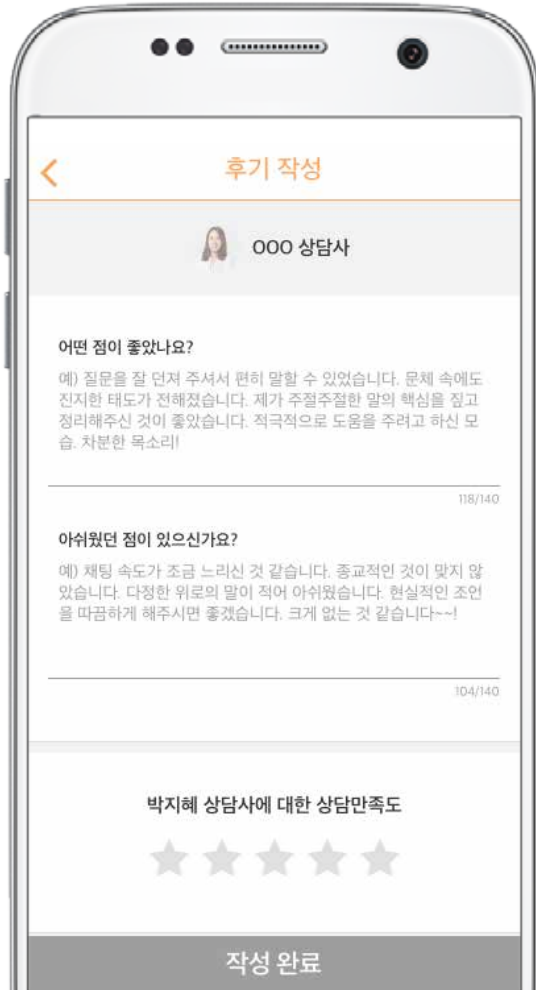 후기 작성
OOO 상담사
어떤 점이 좋았나요?
예) 질문을 잘 던져 주셔서 편히 말할 수 있었습니다. 문체 속에도
진지한 태도가 전해졌습니다. 제가 주절주절한 말의 핵심을 짚고
정리해주신 것이 좋았습니다. 적극적으로 도움을 주려고 하신 모
습. 차분한 목소리!
118/140
아쉬웠던 점이 있으신가요?
예) 채팅 속도가 조금 느리신 것 같습니다. 종교적인 것이 맞지 않
았습니다. 다정한 위로의 말이 적어 아쉬웠습니다. 현실적인 조언
을 따끔하게 해주시면 좋겠습니다. 크게 없는 것 같습니다~~!
104/140
박지혜 상담사에 대한 상담만족도
작성 완료